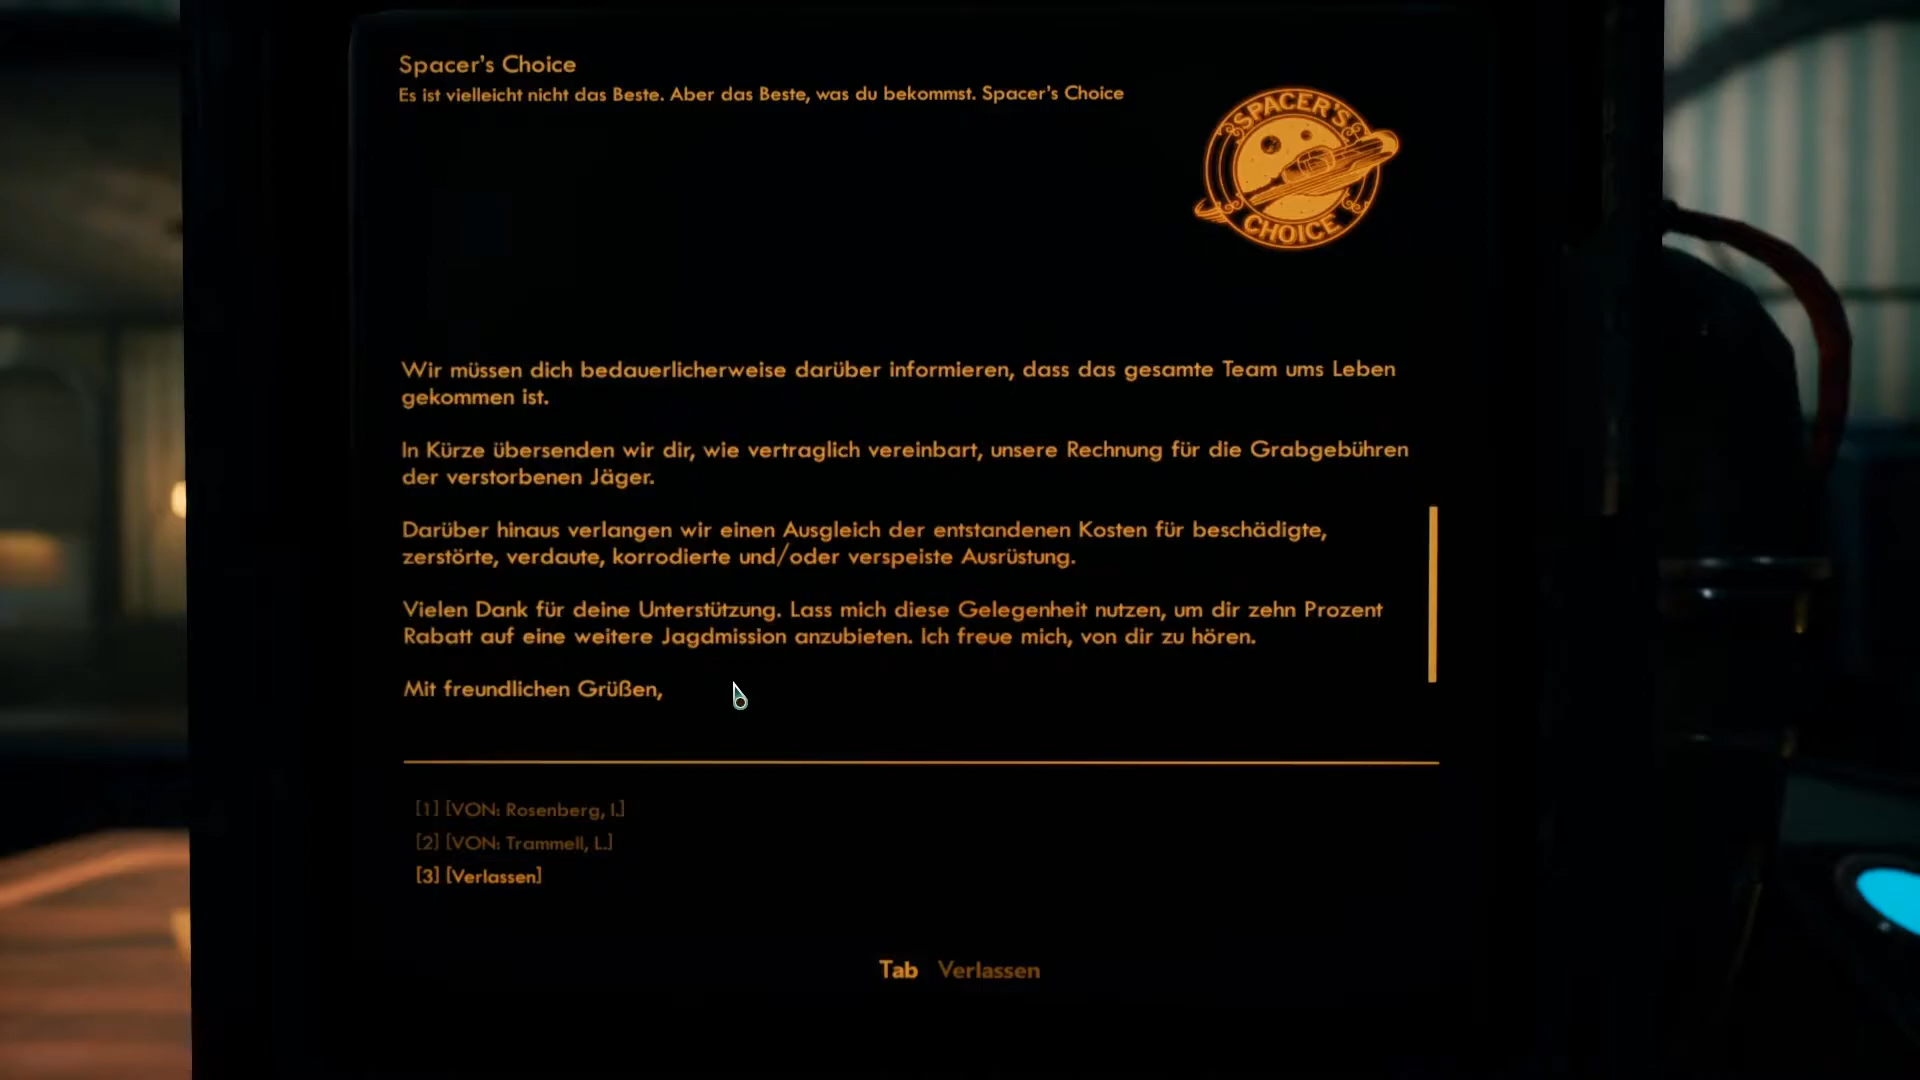 Spacer's Choice
Es ist vielleicht nicht das Beste. Aber das Beste, was du bekommst. Spacer's Choice
SPACER'S
CHOICE
Wir müssen dich bedauerlicherweise darüber informieren, dass das gesamte Team ums Leben
gekommen ist.
In Kürze übersenden wir dir, wie vertraglich vereinbart, unsere Rechnung für die Grabgebühren
der verstorbenen Jäger.
Darüber hinaus verlangen wir einen Ausgleich der entstandenen Kosten für beschädigte,
zerstörte, verdaute, korrodierte und/oder verspeiste Ausrüstung.
Vielen Dank für deine Unterstützung. Lass mich diese Gelegenheit nutzen, um dir zehn Prozent
Rabatt auf eine weitere Jagdmission anzubieten. Ich freue mich, von dir zu hören.
Mit freundlichen Grüßen,
[1] [VON: Rosenberg, I.]
[2] [VON: Trammell, L.]
[3] [Verlassen]
Tab Verlassen